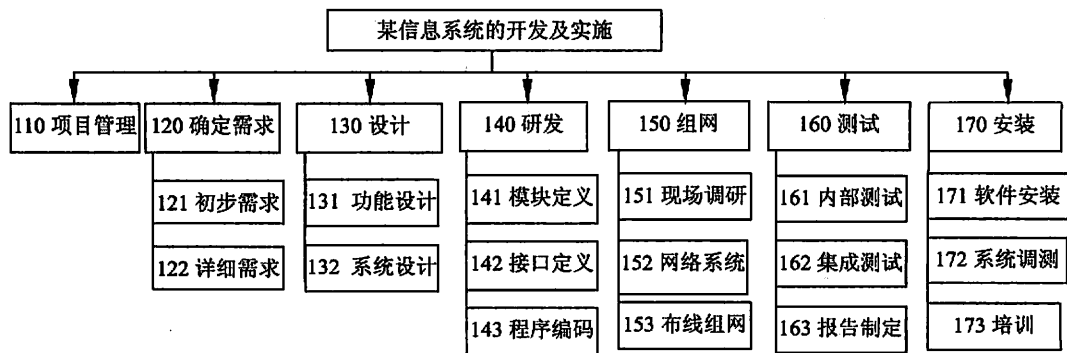 某信息系统的开发及实施
110 项目管理
120 确定需求
130 设计
140 研发
150 组网
160 测试
170 安装
121 初步需求
131 功能设计
141 模块定义
151 现场调研
161 内部测试
171 软件安装
122 详细需求
132 系统设计
142 接口定义
152 网络系统
162 集成测试
172 系统调测
143 程序编码
153 布线组网
163 报告制定
173 培训